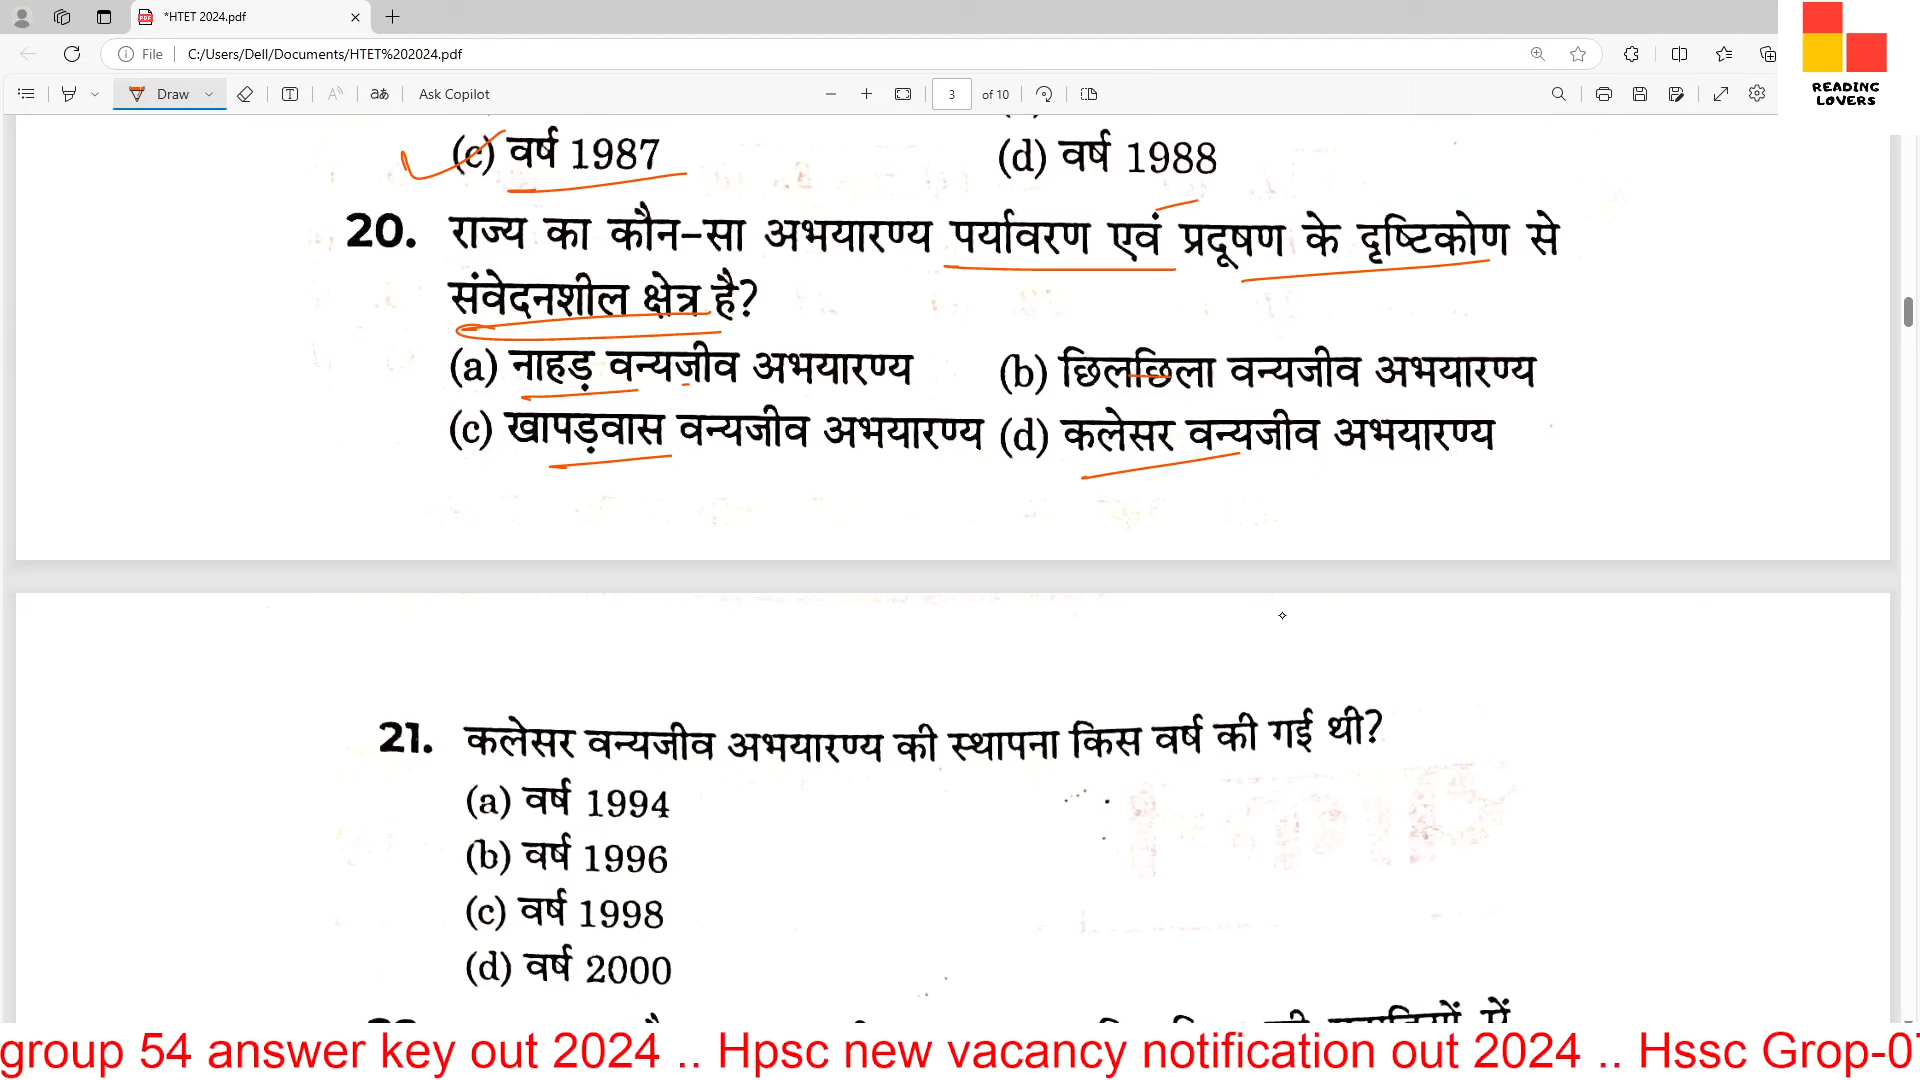 *HTET 2024.pdf
File C:/Users/Dell/Documents/HTET%202024.pdf
Draw aあ Ask Copilot 3 of 10
READING
LOVERS
(c) वर्ष 1987 (d) वर्ष 1988
20. राज्य का कौन-सा अभयारण्य पर्यावरण एवं प्रदूषण के दृष्टिकोण से
संवेदनशील क्षेत्र है?
(a) नाहड़ वन्यजीव अभयारण्य (b) छिलछिला वन्यजीव अभयारण्य
(c) खापड़वास वन्यजीव अभयारण्य (d) कलेसर वन्यजीव अभयारण्य
21. कलेसर वन्यजीव अभयारण्य की स्थापना किस वर्ष की गई थी?
(a) वर्ष 1994
(b) वर्ष 1996
(c) वर्ष 1998
(d) वर्ष 2000
group 54 answer key out 2024 .. Hpsc new vacancy notification out 2024 .. Hssc Grop-0